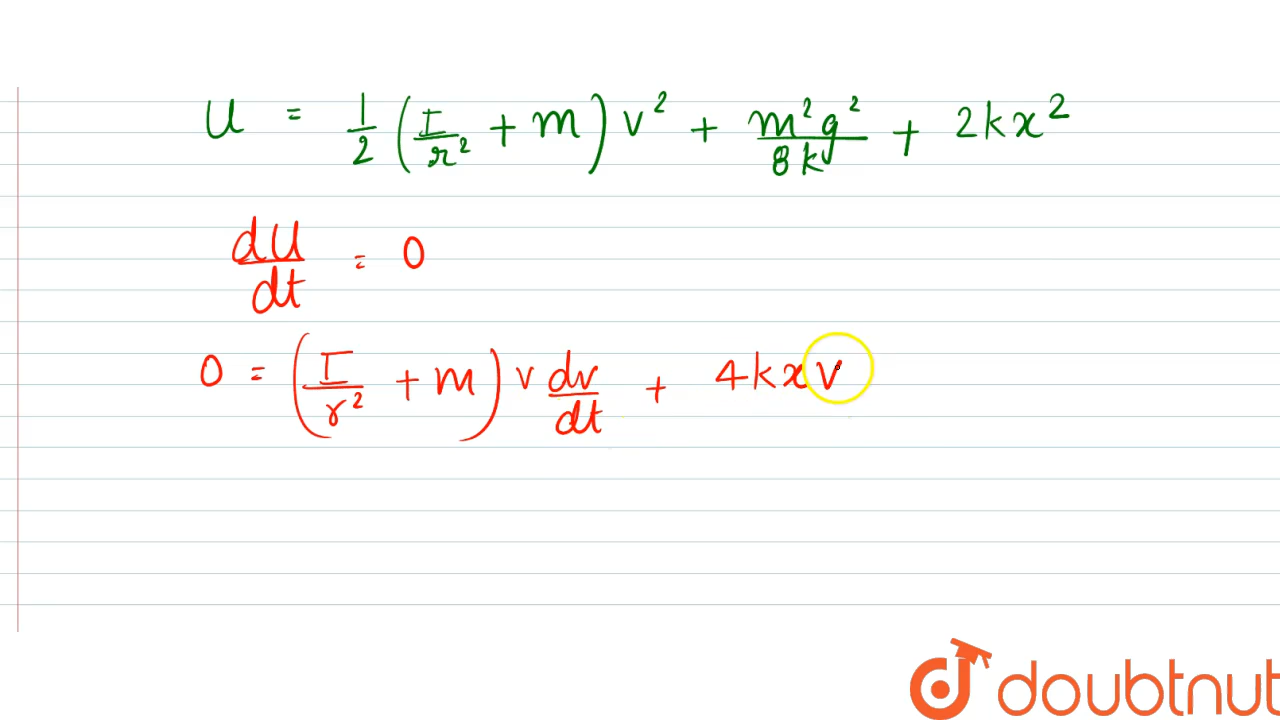 U = 1/2 (I/r² + m) v² + m²g²/8k + 2kx²
dU/dt = 0
0 = (I/r² + m) v dv/dt + 4kxv
doubtnut